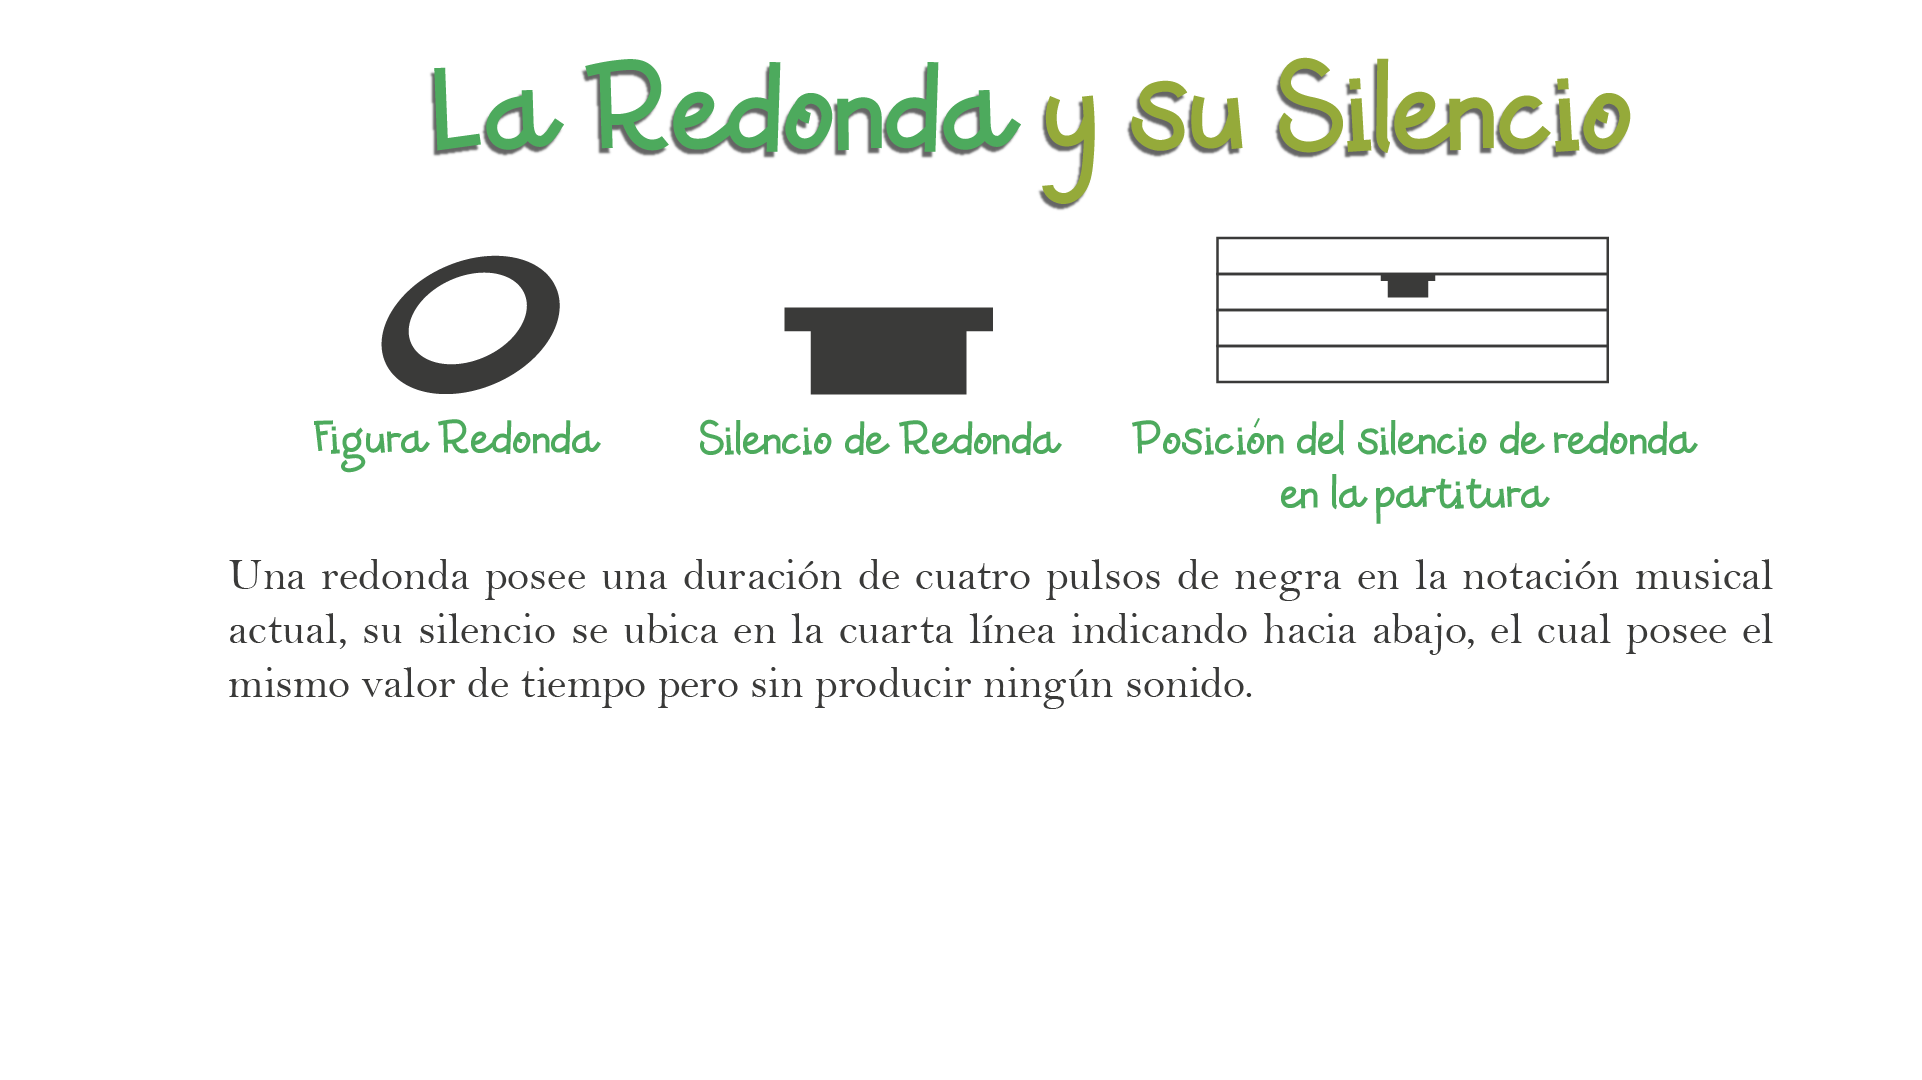 La Redonda y su Silencio
Figura Redonda
Silencio de Redonda
Posición del silencio de redonda
en la partitura
Una redonda posee una duración de cuatro pulsos de negra en la notación musical
actual, su silencio se ubica en la cuarta línea indicando hacia abajo, el cual posee el
mismo valor de tiempo pero sin producir ningún sonido.